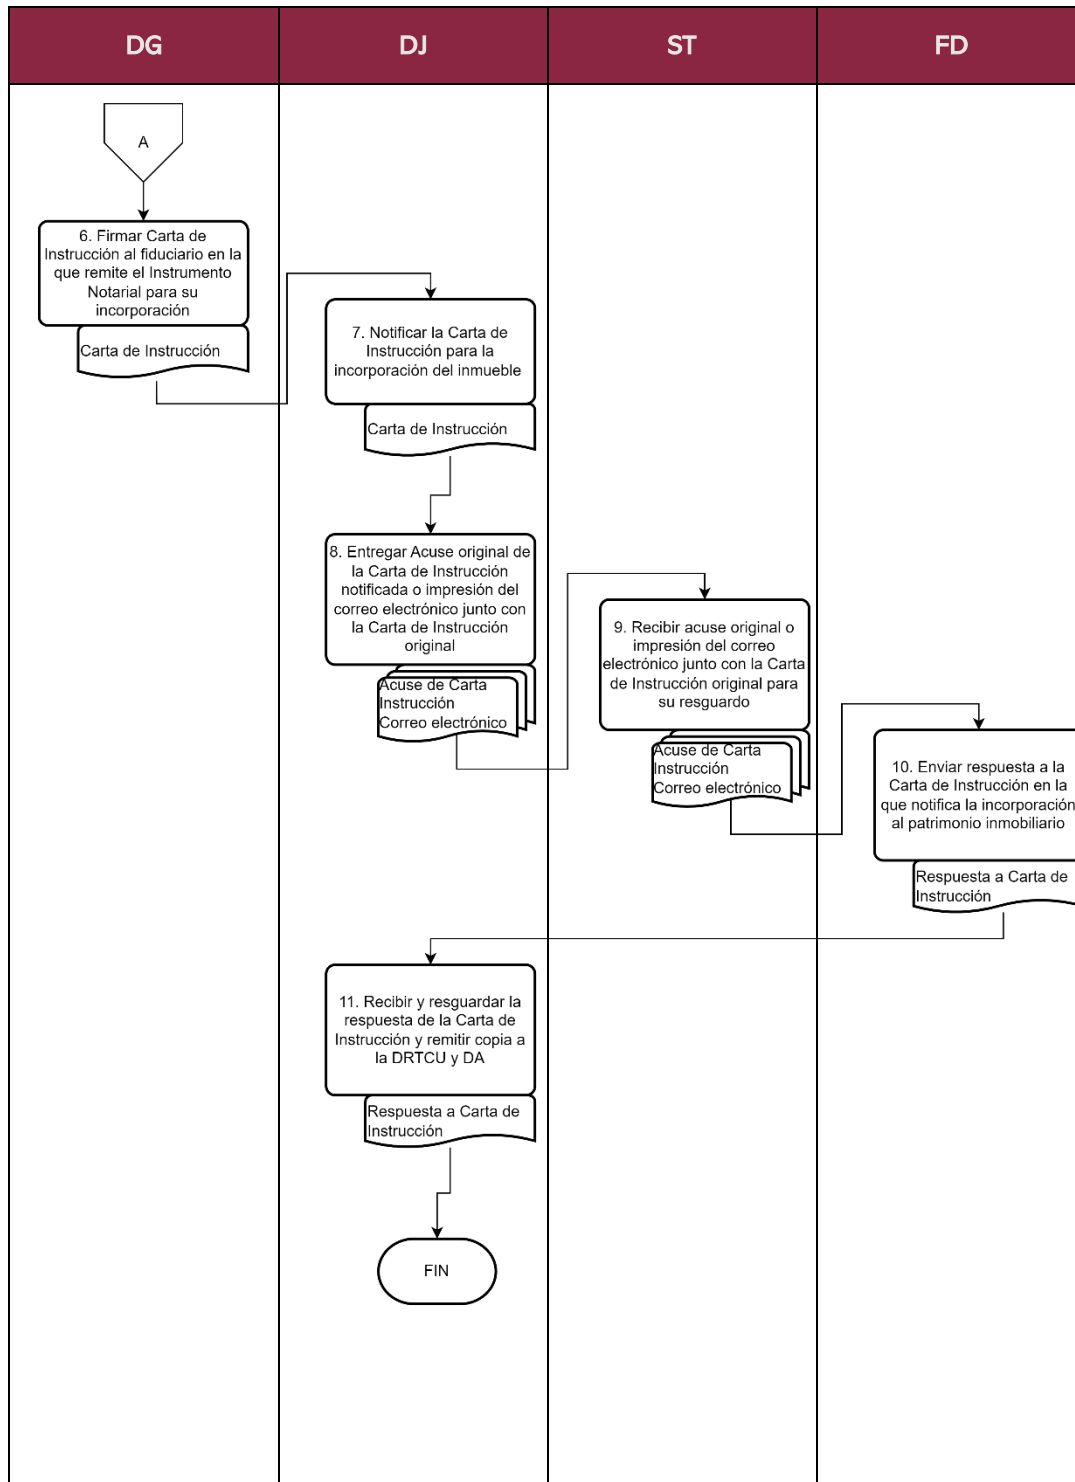 DG
DJ
ST
FD
A
6. Firmar Carta de
Instrucción al fiduciario en la
que remite el Instrumento
Notarial para su
incorporación
Carta de Instrucción
7. Notificar la Carta de
Instrucción para la
incorporación del inmueble
Carta de Instrucción
8. Entregar Acuse original de
la Carta de Instrucción
notificada o impresión del
correo electrónico junto con
la Carta de Instrucción
original
Acuse de Carta
Instrucción
Correo electrónico
9. Recibir acuse original o
impresión del correo
electrónico junto con la Carta
de Instrucción original para
su resguardo
Acuse de Carta
Instrucción
Correo electrónico
10. Enviar respuesta a la
Carta de Instrucción en la
que notifica la incorporación
al patrimonio inmobiliario
Respuesta a Carta de
Instrucción
11. Recibir y resguardar la
respuesta de la Carta de
Instrucción y remitir copia a
la DRTCU y DA
Respuesta a Carta de
Instrucción
FIN